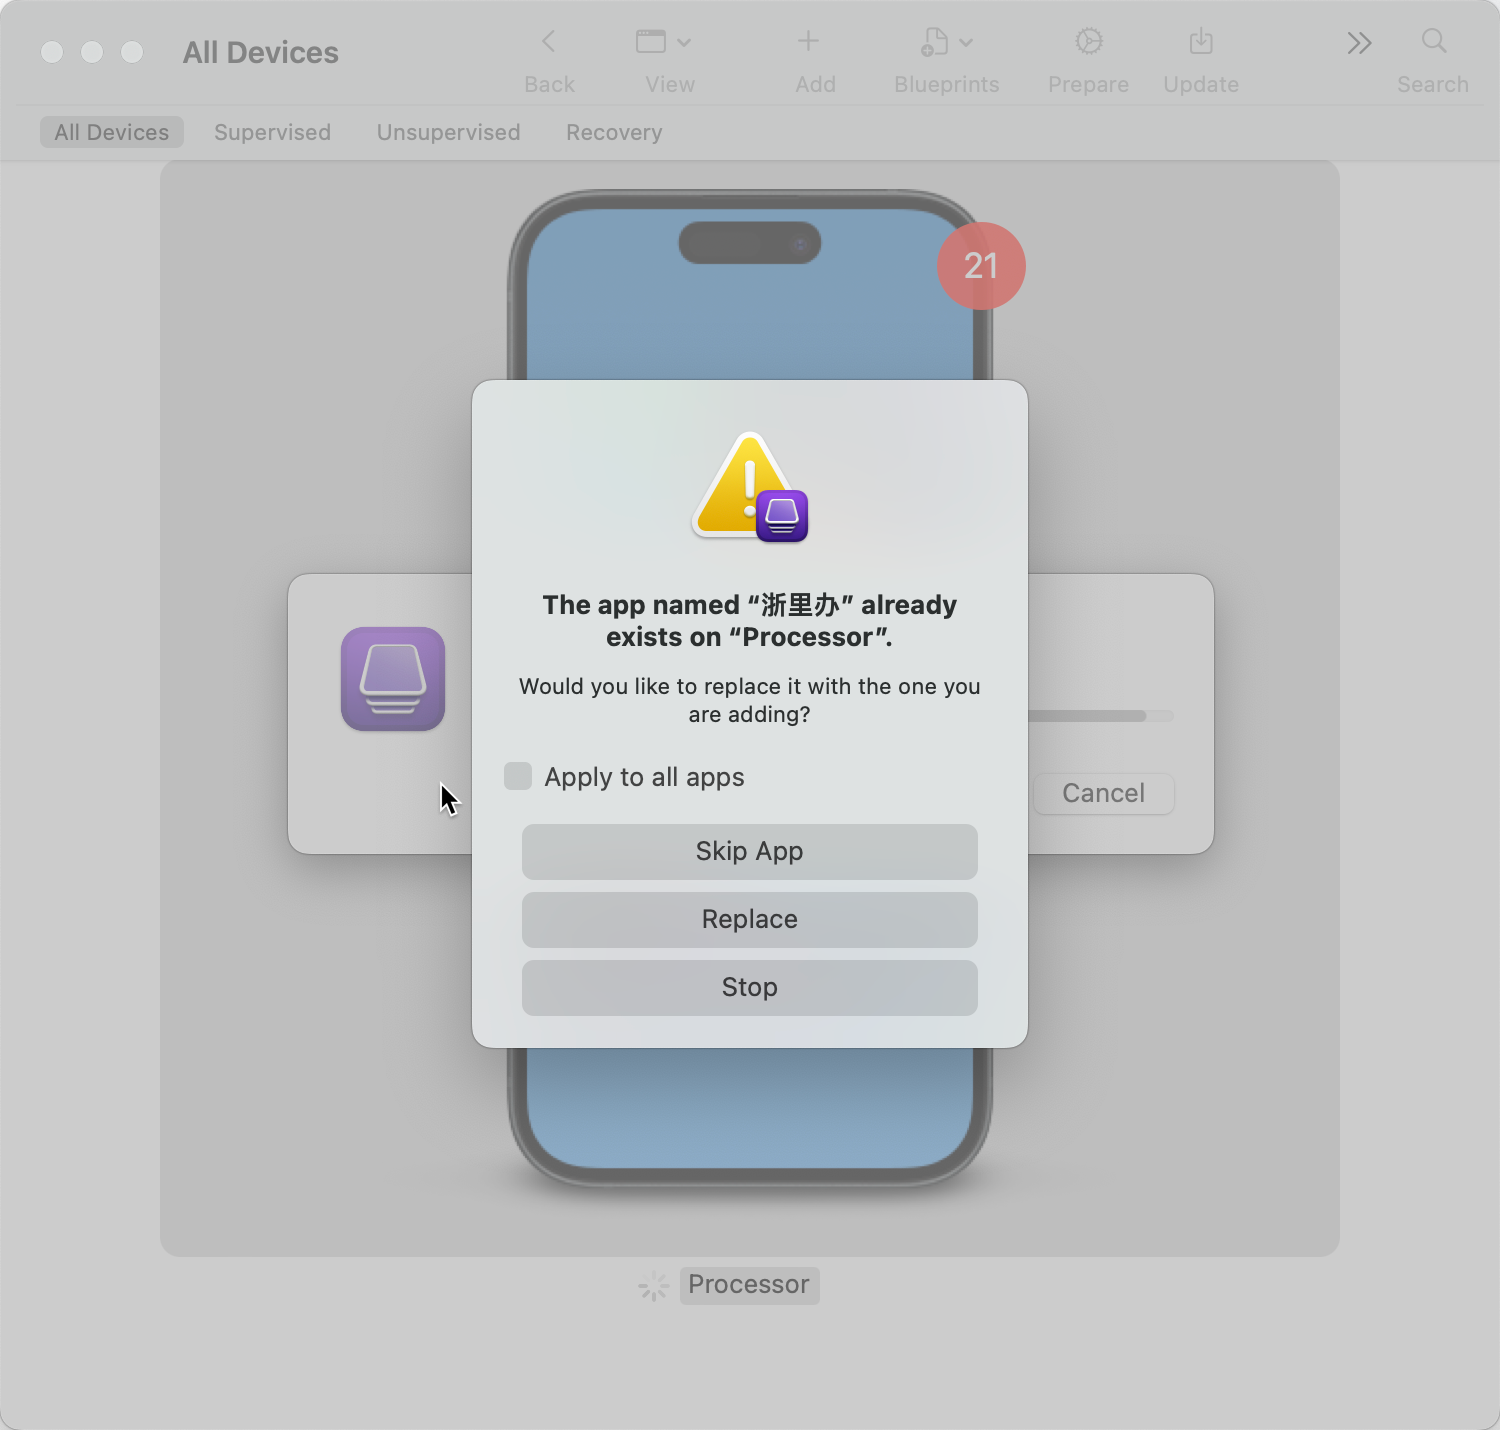 All Devices
Back
View
Add
Blueprints
Prepare
Update
Search
All Devices
Supervised
Unsupervised
Recovery
21
The app named “浙里办” already
exists on “Processor”.
Would you like to replace it with the one you
are adding?
Apply to all apps
Cancel
Skip App
Replace
Stop
Processor